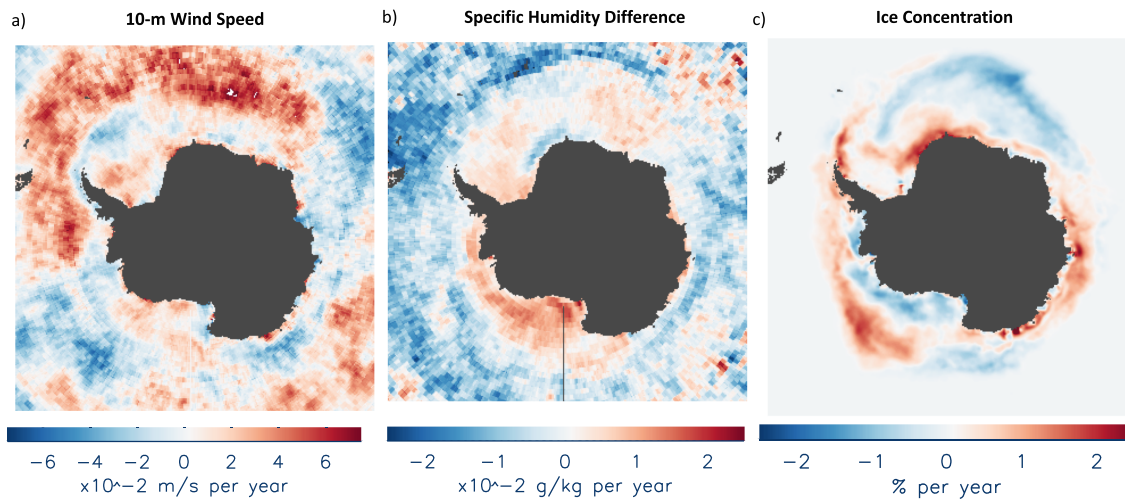 a) 10-m Wind Speed
b) Specific Humidity Difference
c) Ice Concentration
-6 -4 -2 0 2 4 6
x10^-2 m/s per year
-2 -1 0 1 2
x10^-2 g/kg per year
-2 -1 0 1 2
% per year